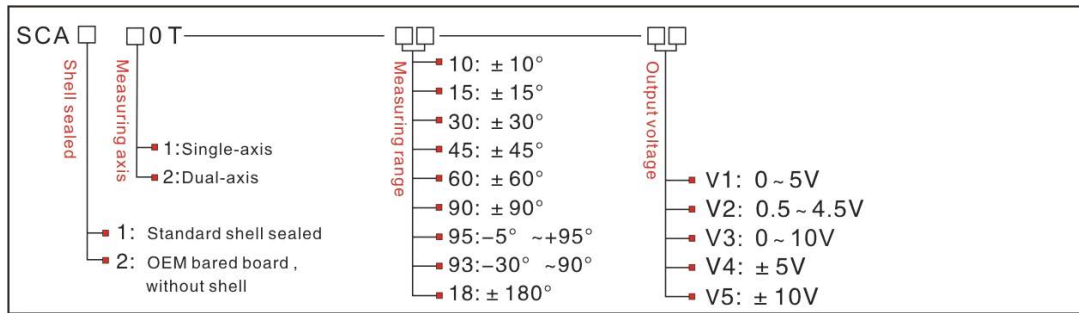 SCA□ □0T □□ □□
Shell sealed
Measuring axis
Measuring range
Output voltage
1: Standard shell sealed
2: OEM bared board ,
without shell
1:Single-axis
2:Dual-axis
10: ± 10°
15: ± 15°
30: ± 30°
45: ± 45°
60: ± 60°
90: ± 90°
95:–5° ~+95°
93:–30° ~90°
18: ± 180°
V1: 0~5V
V2: 0.5~4.5V
V3: 0~10V
V4: ±5V
V5: ±10V